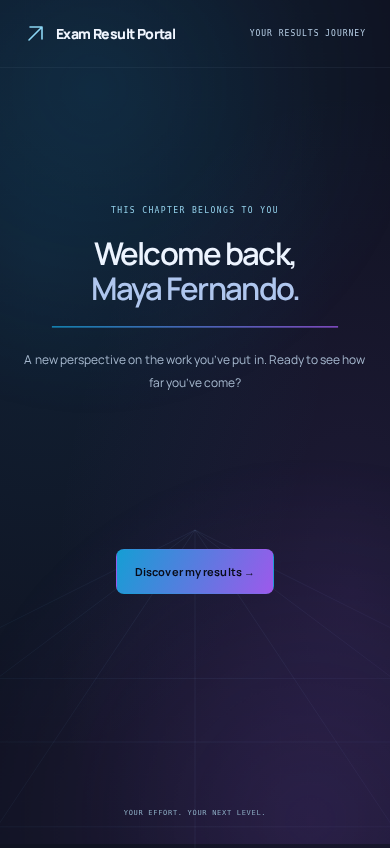 Exam Result Portal
YOUR RESULTS JOURNEY
THIS CHAPTER BELONGS TO YOU
Welcome back,
Maya Fernando.
A new perspective on the work you've put in. Ready to see how
far you've come?
Discover my results →
YOUR EFFORT. YOUR NEXT LEVEL.